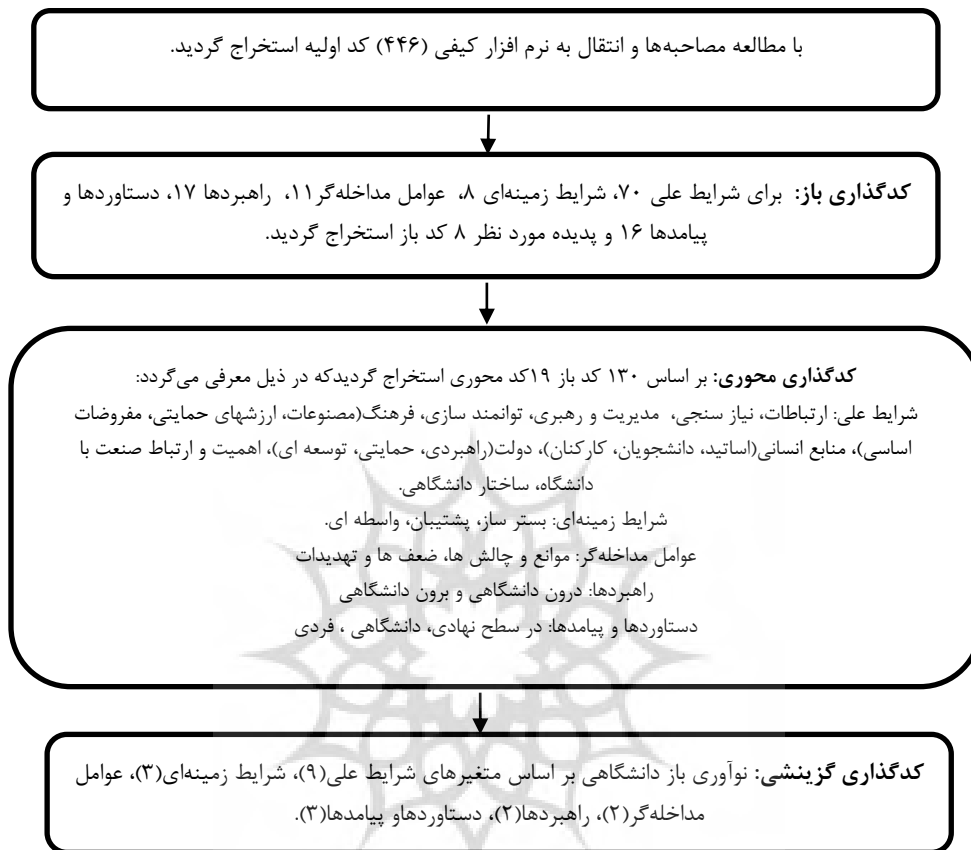 با مطالعه مصاحبه‌ها و انتقال به نرم افزار کیفی (۴۴۶) کد اولیه استخراج گردید.
کدگذاری باز: برای شرایط علی ۷۰، شرایط زمینه‌ای ۸، عوامل مداخله‌گر۱۱، راهبردها ۱۷، دستاوردها و
پیامدها ۱۶ و پدیده مورد نظر ۸ کد باز استخراج گردید.
کدگذاری محوری: بر اساس ۱۳۰ کد باز ۱۹کد محوری استخراج گردیدکه در ذیل معرفی می‌گردد:
شرایط علی: ارتباطات، نیاز سنجی، مدیریت و رهبری، توانمند سازی، فرهنگ(مصنوعات، ارزشهای حمایتی، مفروضات
اساسی)، منابع انسانی(اساتید، دانشجویان، کارکنان)، دولت(راهبردی، حمایتی، توسعه ای)، اهمیت و ارتباط صنعت با
دانشگاه، ساختار دانشگاهی.
شرایط زمینه‌ای: بستر ساز، پشتیبان، واسطه ای.
عوامل مداخله‌گر: موانع و چالش ها، ضعف ها و تهدیدات
راهبردها: درون دانشگاهی و برون دانشگاهی
دستاوردها و پیامدها: در سطح نهادی، دانشگاهی ، فردی
کدگذاری گزینشی: نوآوری باز دانشگاهی بر اساس متغیرهای شرایط علی(۹)، شرایط زمینه‌ای(۳)، عوامل
مداخله‌گر(۲)، راهبردها(۲)، دستاوردهاو پیامدها(۳).